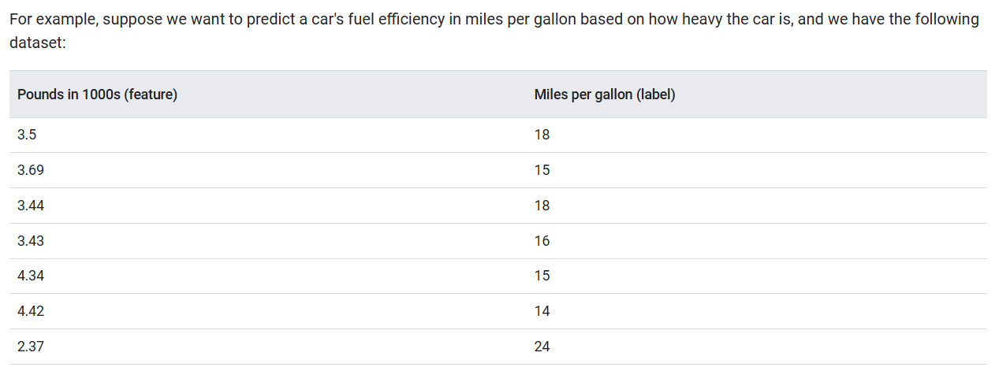 For example, suppose we want to predict a car's fuel efficiency in miles per gallon based on how heavy the car is, and we have the following
dataset:
Pounds in 1000s (feature) Miles per gallon (label)
3.5 18
3.69 15
3.44 18
3.43 16
4.34 15
4.42 14
2.37 24